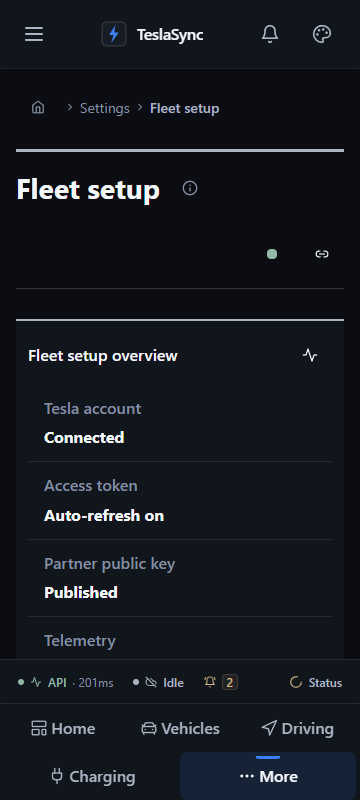 TeslaSync
Settings
Fleet setup
Fleet setup
Fleet setup overview
Tesla account
Connected
Access token
Auto-refresh on
Partner public key
Published
Telemetry
API · 201ms
Idle
2
Status
Home
Vehicles
Driving
Charging
More